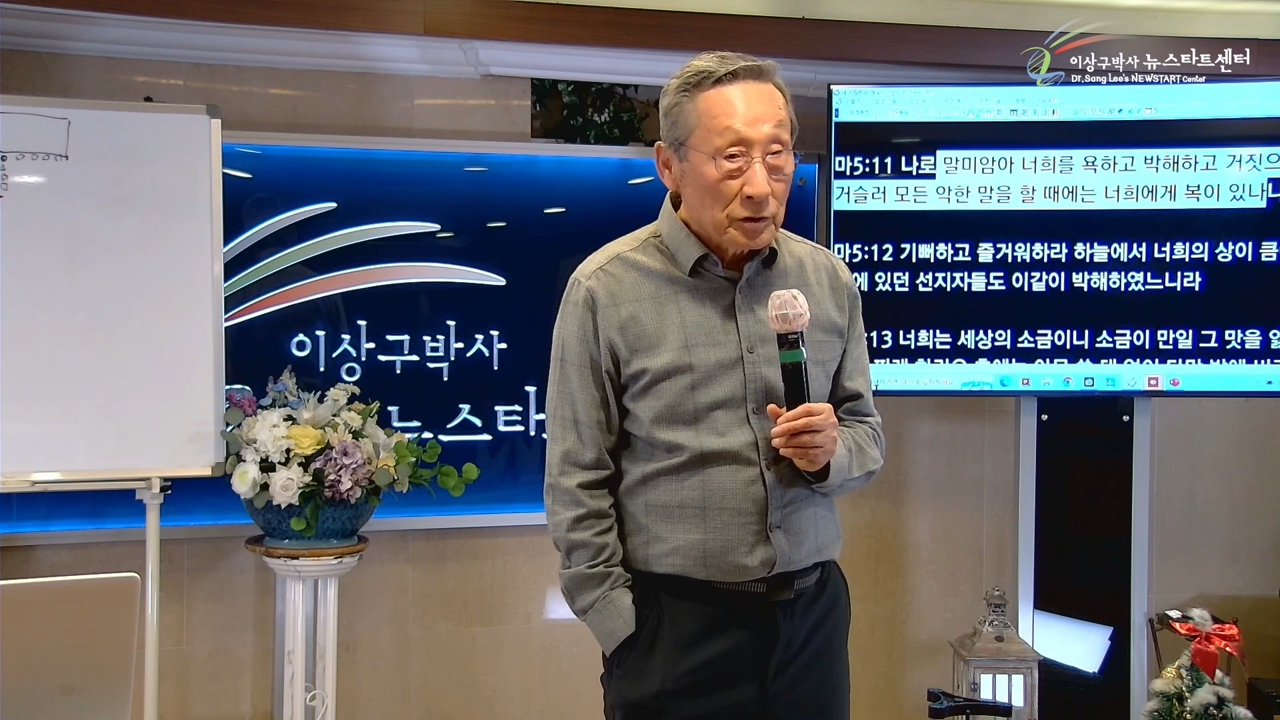 이상구박사 뉴스타트센터
Dr. Sang Lee's NEWSTART Center
마5:11 나로 말미암아 너희를 욕하고 박해하고 거짓으
거슬러 모든 악한 말을 할 때에는 너희에게 복이 있나니
마5:12 기뻐하고 즐거워하라 하늘에서 너희의 상이 큼
에 있던 선지자들도 이같이 박해하였느니라
:13 너희는 세상의 소금이니 소금이 만일 그 맛을 잃
이상구박사
뉴스타